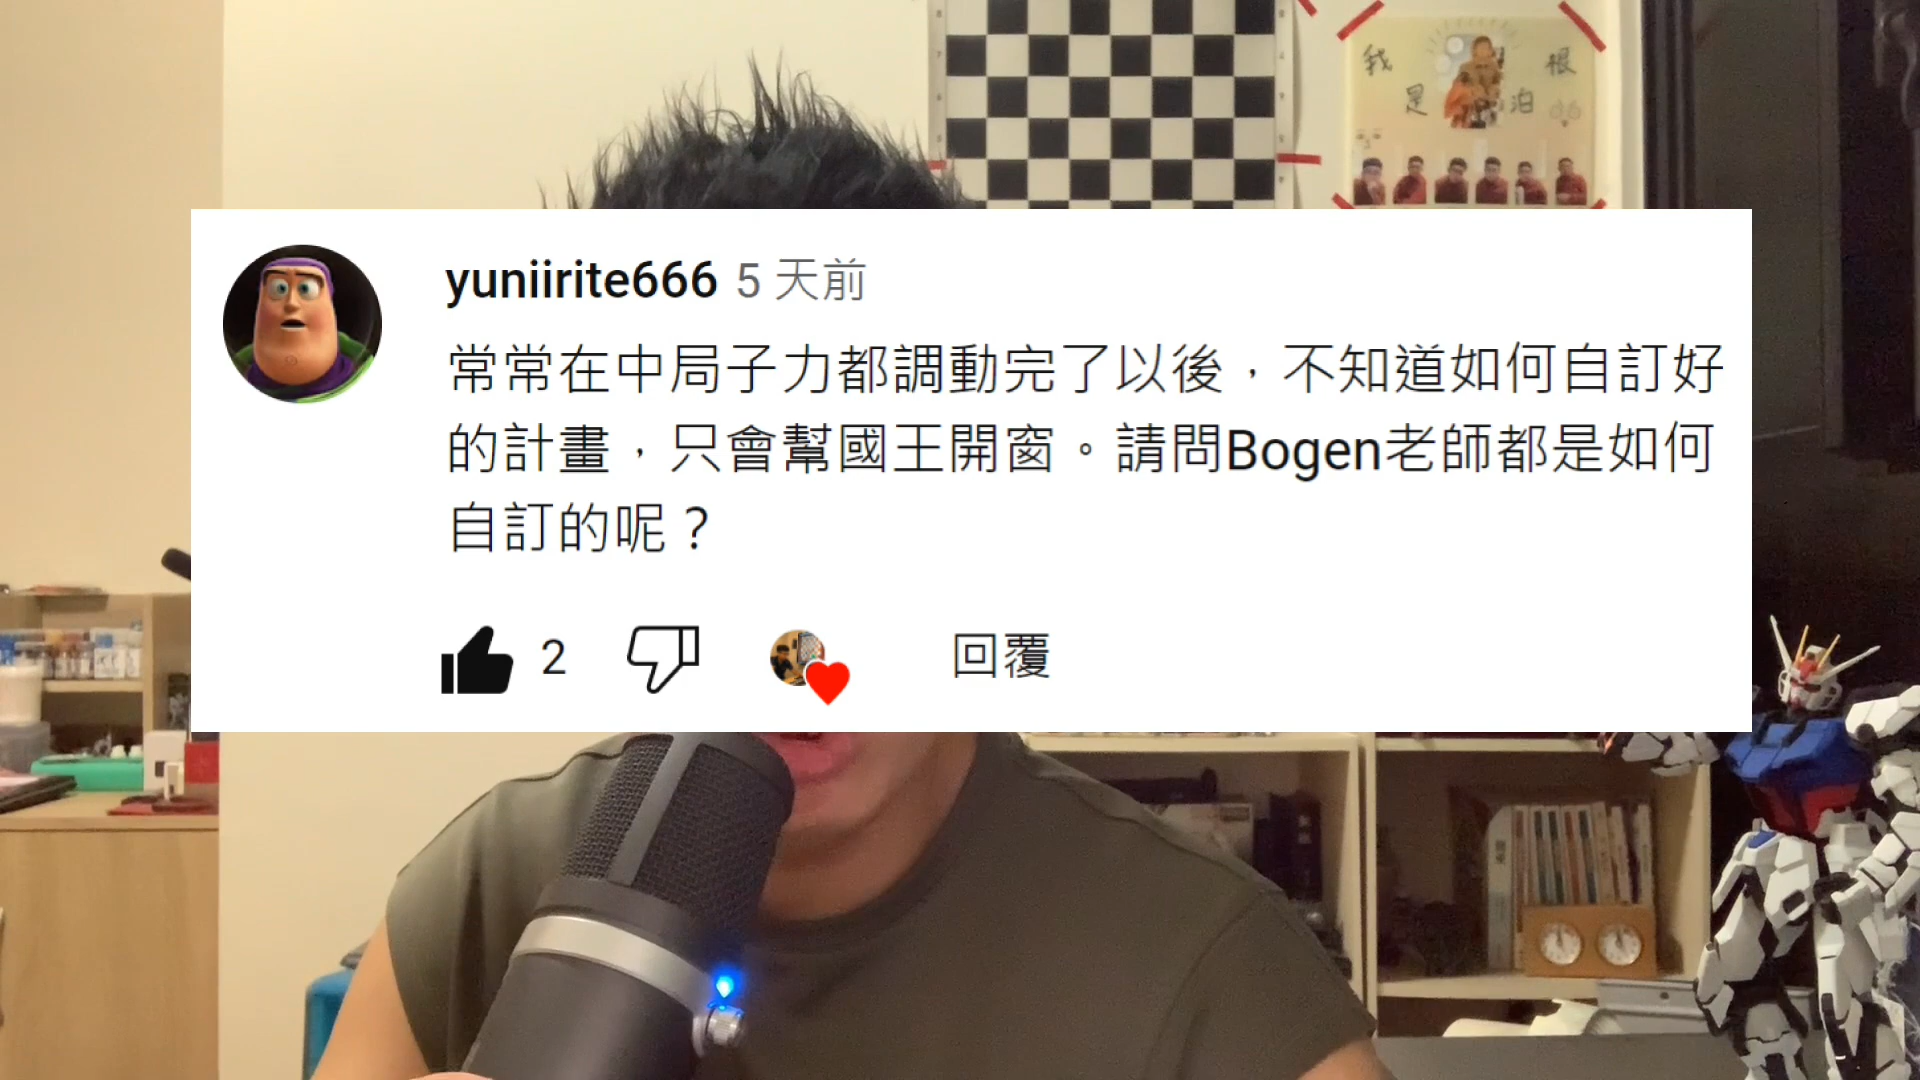 我 根
是 泊
yuniirite666 5 天前
常常在中局子力都調動完了以後，不知道如何自訂好
的計畫，只會幫國王開窗。請問Bogen老師都是如何
自訂的呢？
2 回覆